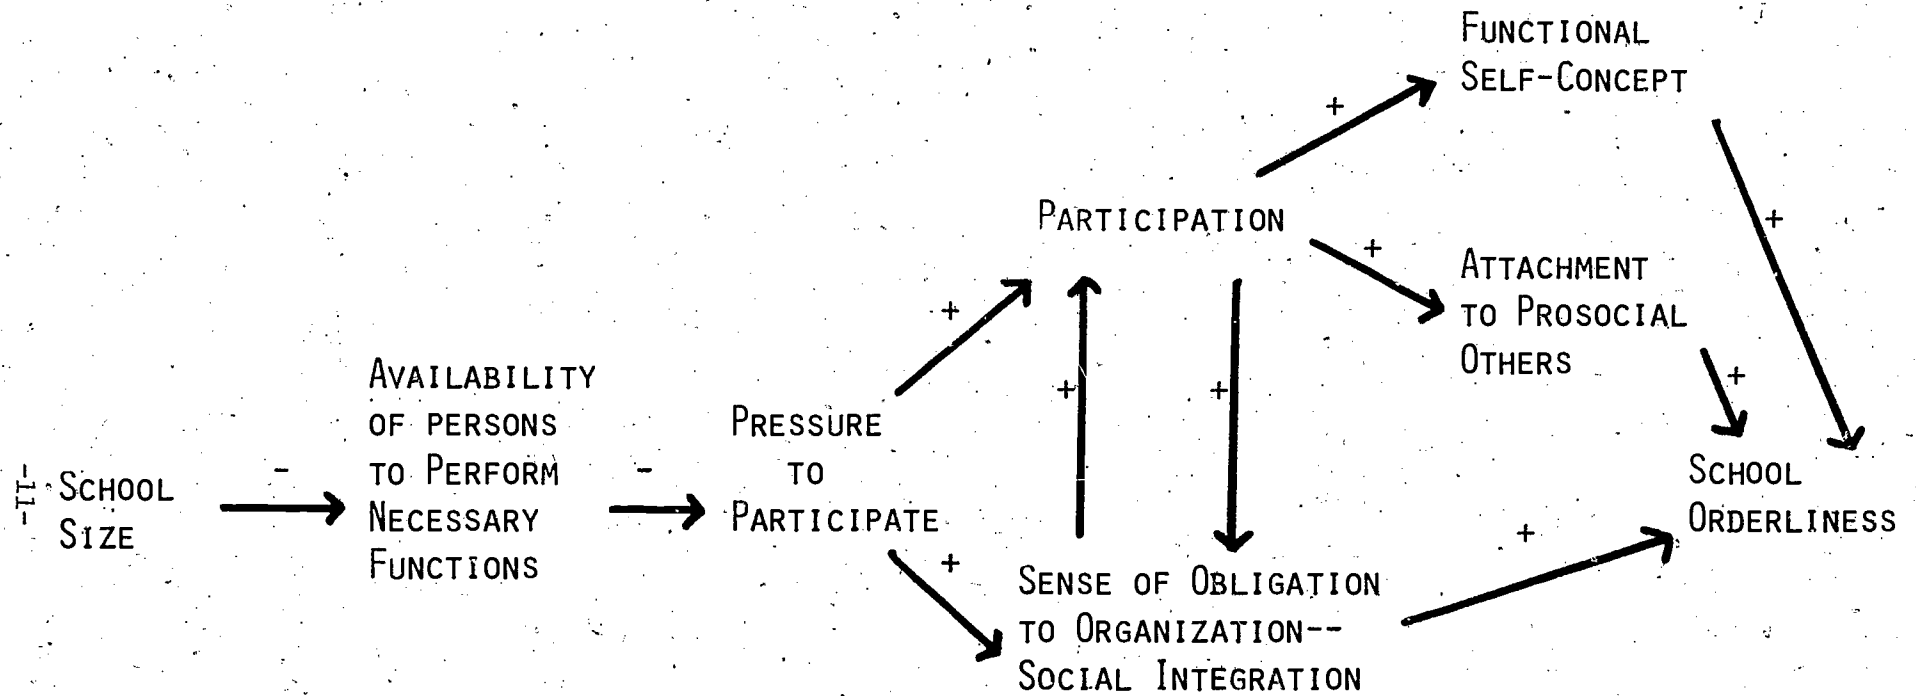 -11-
SCHOOL
SIZE
-
AVAILABILITY
OF PERSONS
TO PERFORM
NECESSARY
FUNCTIONS
-
PRESSURE
TO
PARTICIPATE
+
+
PARTICIPATION
+
+
SENSE OF OBLIGATION
TO ORGANIZATION--
SOCIAL INTEGRATION
+
+
FUNCTIONAL
SELF-CONCEPT
ATTACHMENT
TO PROSOCIAL
OTHERS
+
+
+
SCHOOL
ORDERLINESS